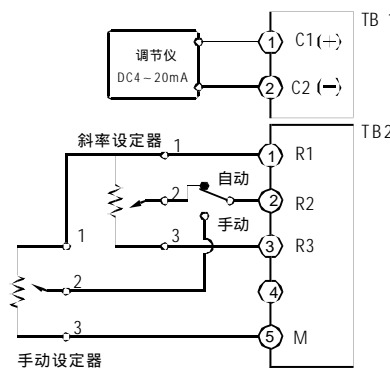 TB 1
调节仪
DC4~20mA
1 C1(+)
2 C2(-)
TB2
斜率设定器
1
1 R1
自动
2
2 R2
手动
1
3
3 R3
2
4
3
5 M
手动设定器